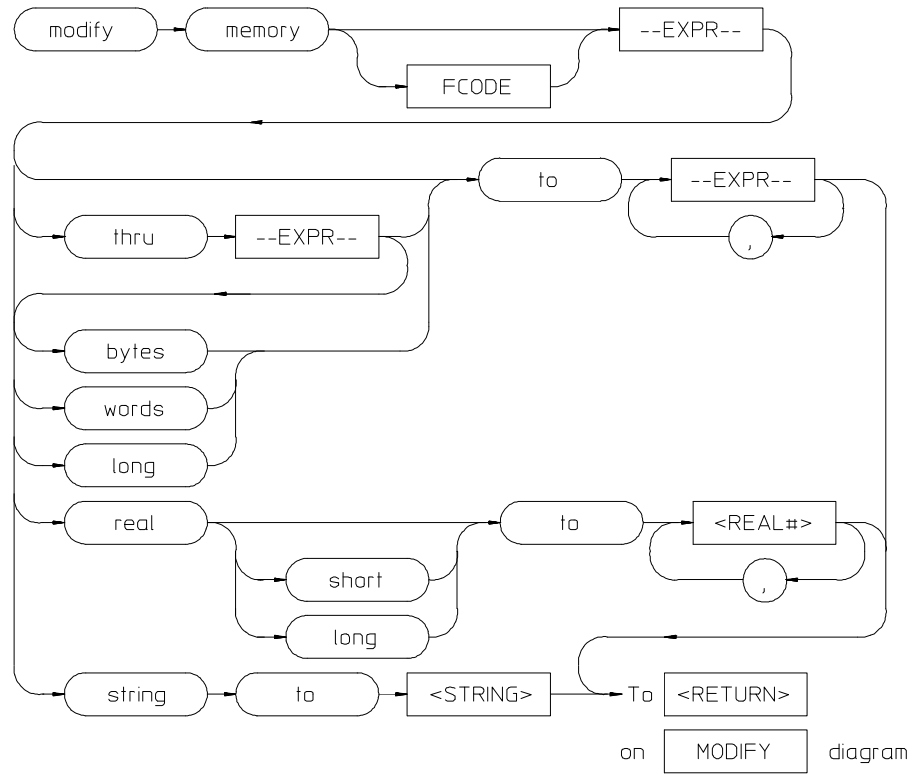 modify memory --EXPR--
FCODE
to --EXPR--
thru --EXPR--
,
bytes
words
long
real to <REAL#>
short
,
long
string to <STRING> To <RETURN>
on MODIFY diagram